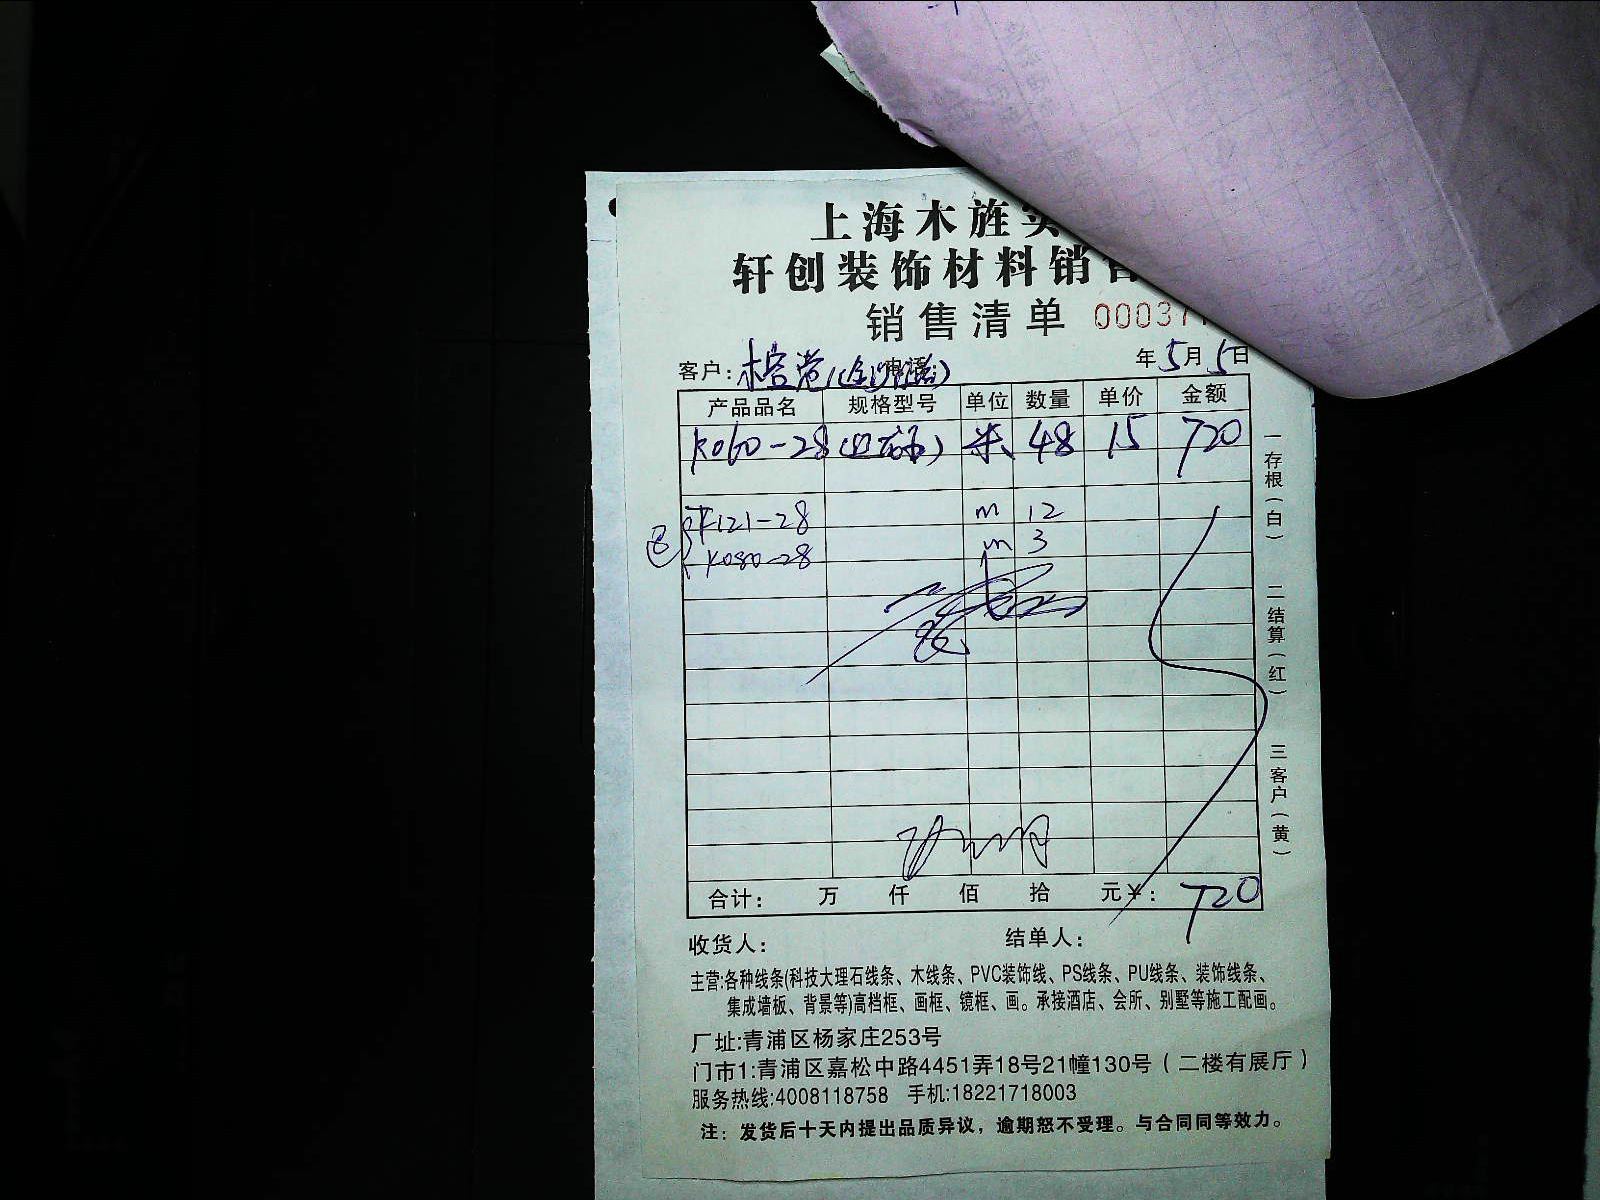 上海木旌实
轩创装饰材料销售
销售清单 00037
客户: 电话: 年5月5日
产品品名 规格型号 单位 数量 单价 金额
K060-28 米 48 15 720
K121-28 m 12
K080-28 m 3
合计: 万 仟 佰 拾 元¥: 720
收货人: 结单人:
主营:各种线条(科技大理石线条、木线条、PVC装饰线、PS线条、PU线条、装饰线条、
集成墙板、背景等)高档框、画框、镜框、画。承接酒店、会所、别墅等施工配画。
厂址:青浦区杨家庄253号
门市1:青浦区嘉松中路4451弄18号21幢130号（二楼有展厅）
服务热线:4008118758 手机:18221718003
注: 发货后十天内提出品质异议，逾期恕不受理。与合同同等效力。
一存根(白)
二结算(红)
三客户(黄)